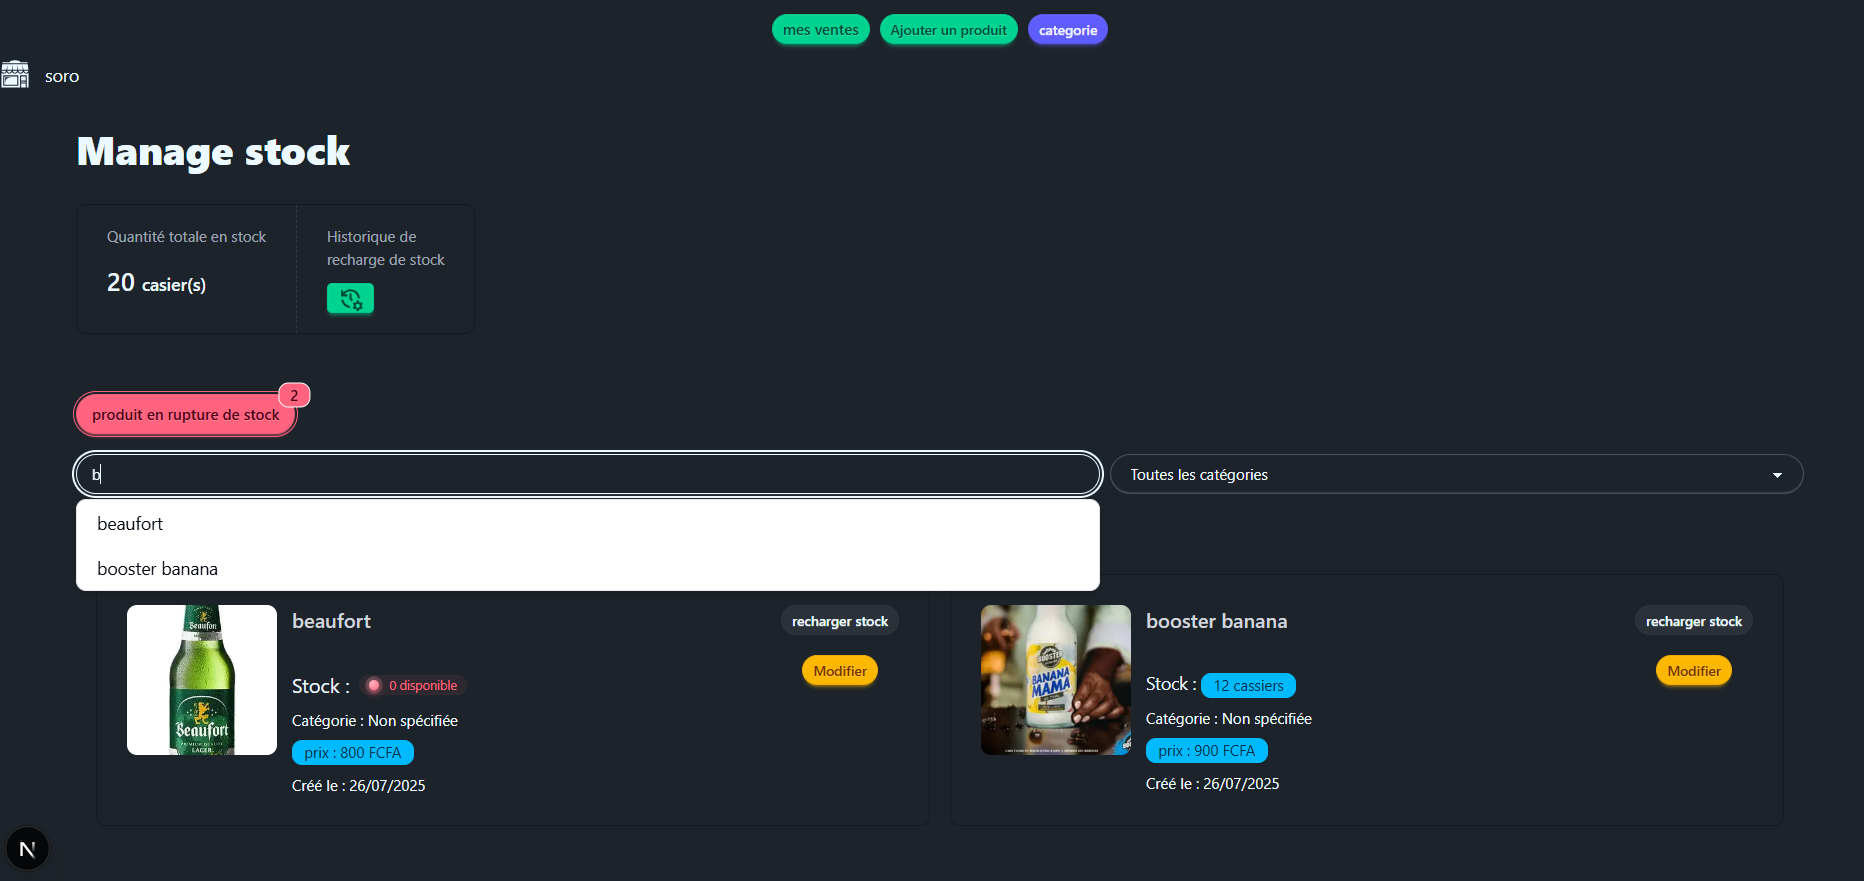 mes ventes
Ajouter un produit
categorie
soro
Manage stock
Quantité totale en stock
20 casier(s)
Historique de
recharge de stock
2
produit en rupture de stock
b
Toutes les catégories
beaufort
booster banana
Beaufort
Beaufort
LAGER
beaufort
recharger stock
Modifier
Stock : 0 disponible
Catégorie : Non spécifiée
prix : 800 FCFA
Créé le : 26/07/2025
BOOSTER
BANANA
MAMA
booster banana
recharger stock
Modifier
Stock : 12 cassiers
Catégorie : Non spécifiée
prix : 900 FCFA
Créé le : 26/07/2025
N